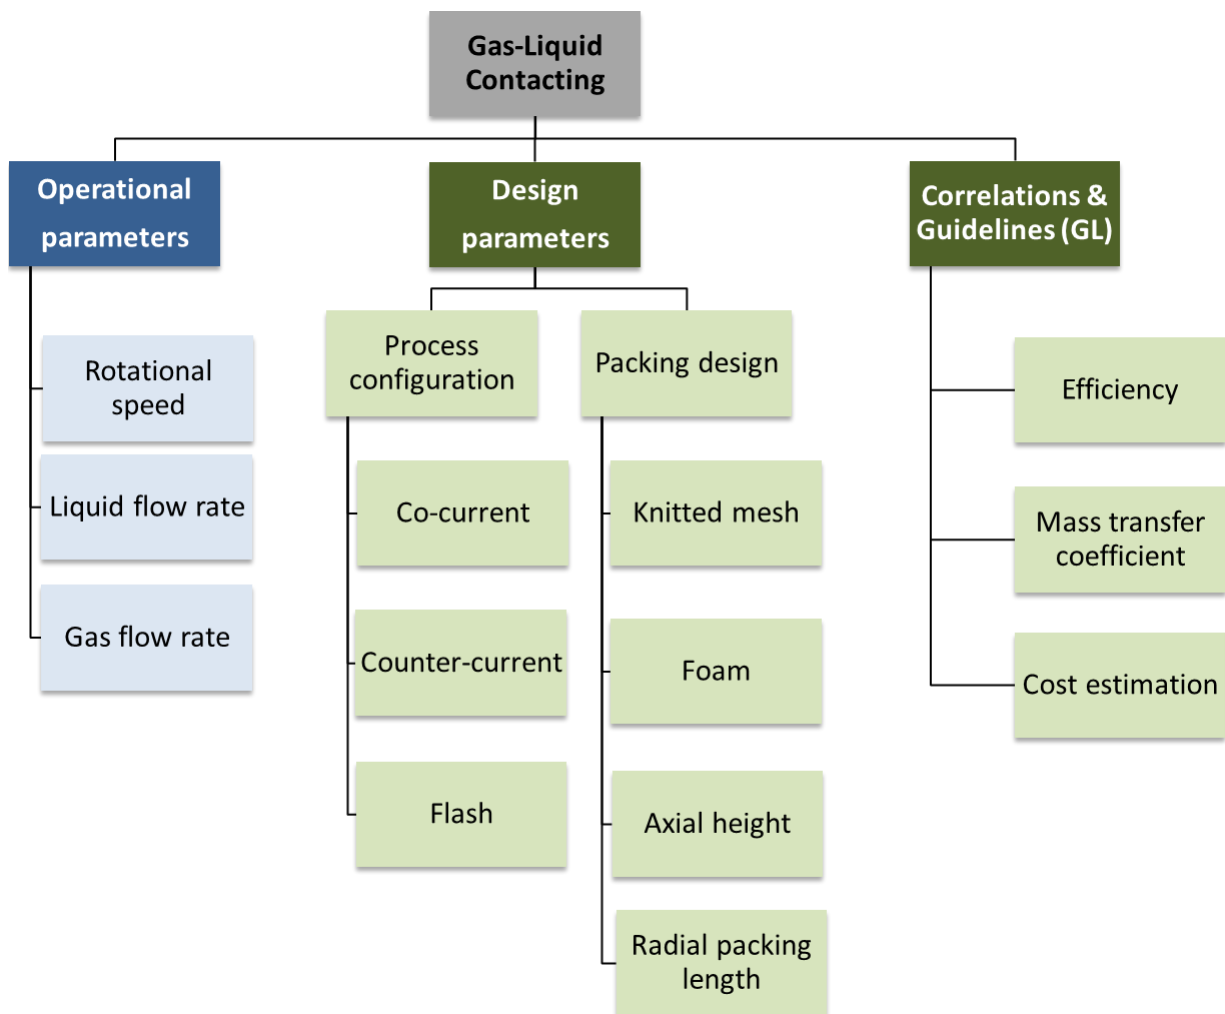 Gas-Liquid
Contacting
Operational
parameters
Design
parameters
Correlations &
Guidelines (GL)
Rotational
speed
Liquid flow rate
Gas flow rate
Process
configuration
Co-current
Counter-current
Flash
Packing design
Knitted mesh
Foam
Axial height
Radial packing
length
Efficiency
Mass transfer
coefficient
Cost estimation